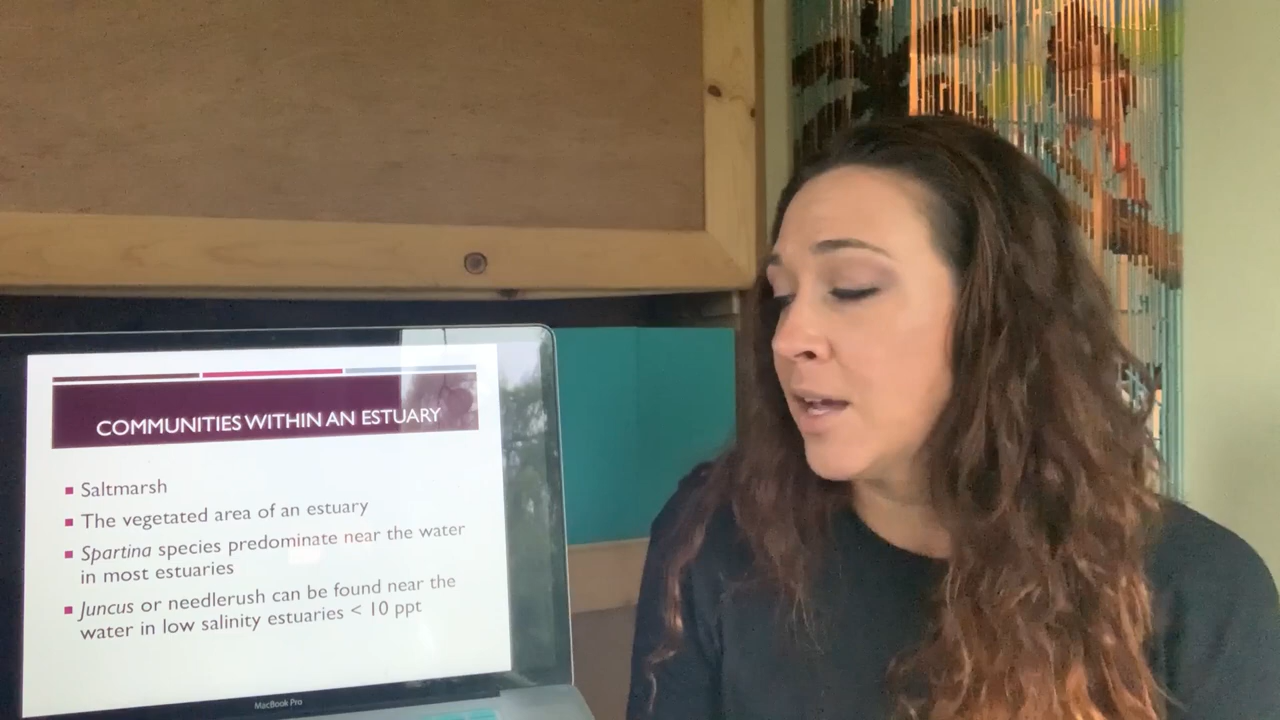 COMMUNITIES WITHIN AN ESTUARY
Saltmarsh
The vegetated area of an estuary
Spartina species predominate near the water
in most estuaries
Juncus or needlerush can be found near the
water in low salinity estuaries < 10 ppt
MacBook Pro